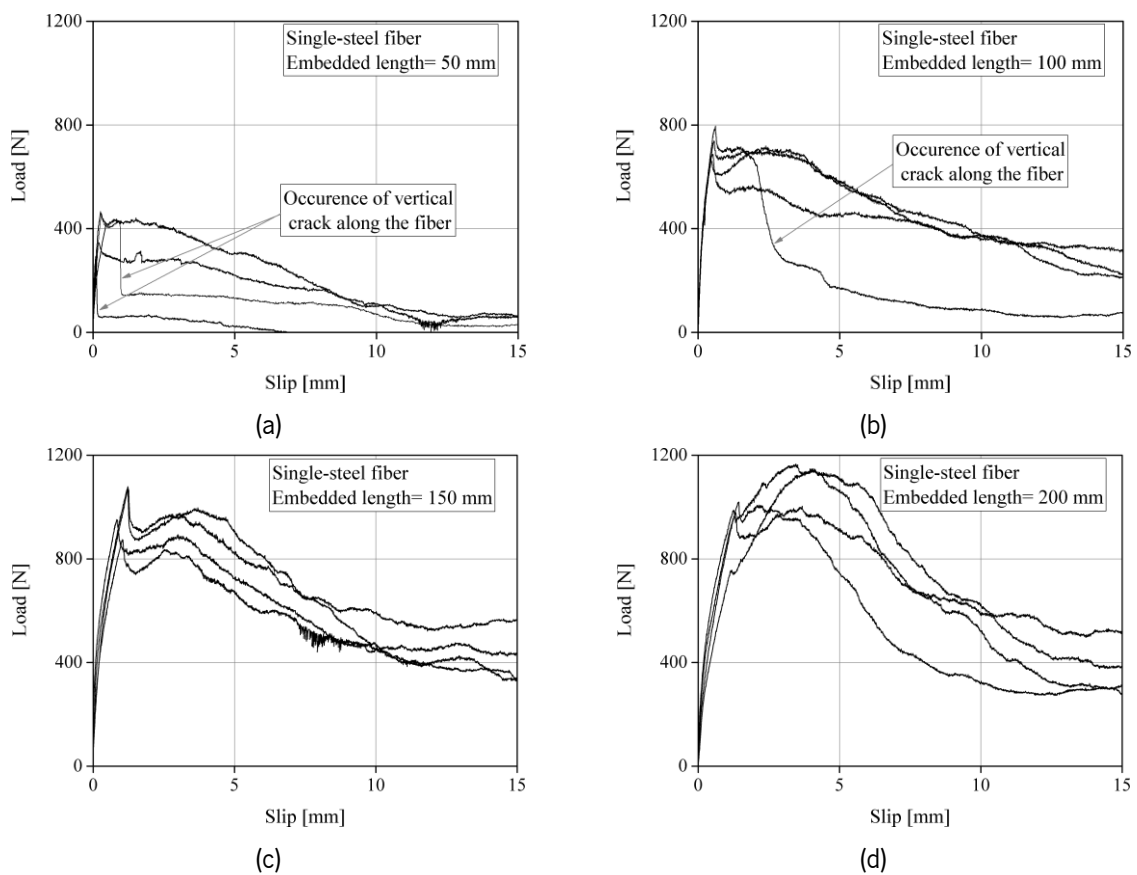 1200
800
400
0
Load [N]
Single-steel fiber
Embedded length= 50 mm
Occurence of vertical
crack along the fiber
0 5 10 15
Slip [mm]
(a)
1200
800
400
0
Load [N]
Single-steel fiber
Embedded length= 100 mm
Occurence of vertical
crack along the fiber
0 5 10 15
Slip [mm]
(b)
1200
800
400
0
Load [N]
Single-steel fiber
Embedded length= 150 mm
0 5 10 15
Slip [mm]
(c)
1200
800
400
0
Load [N]
Single-steel fiber
Embedded length= 200 mm
0 5 10 15
Slip [mm]
(d)